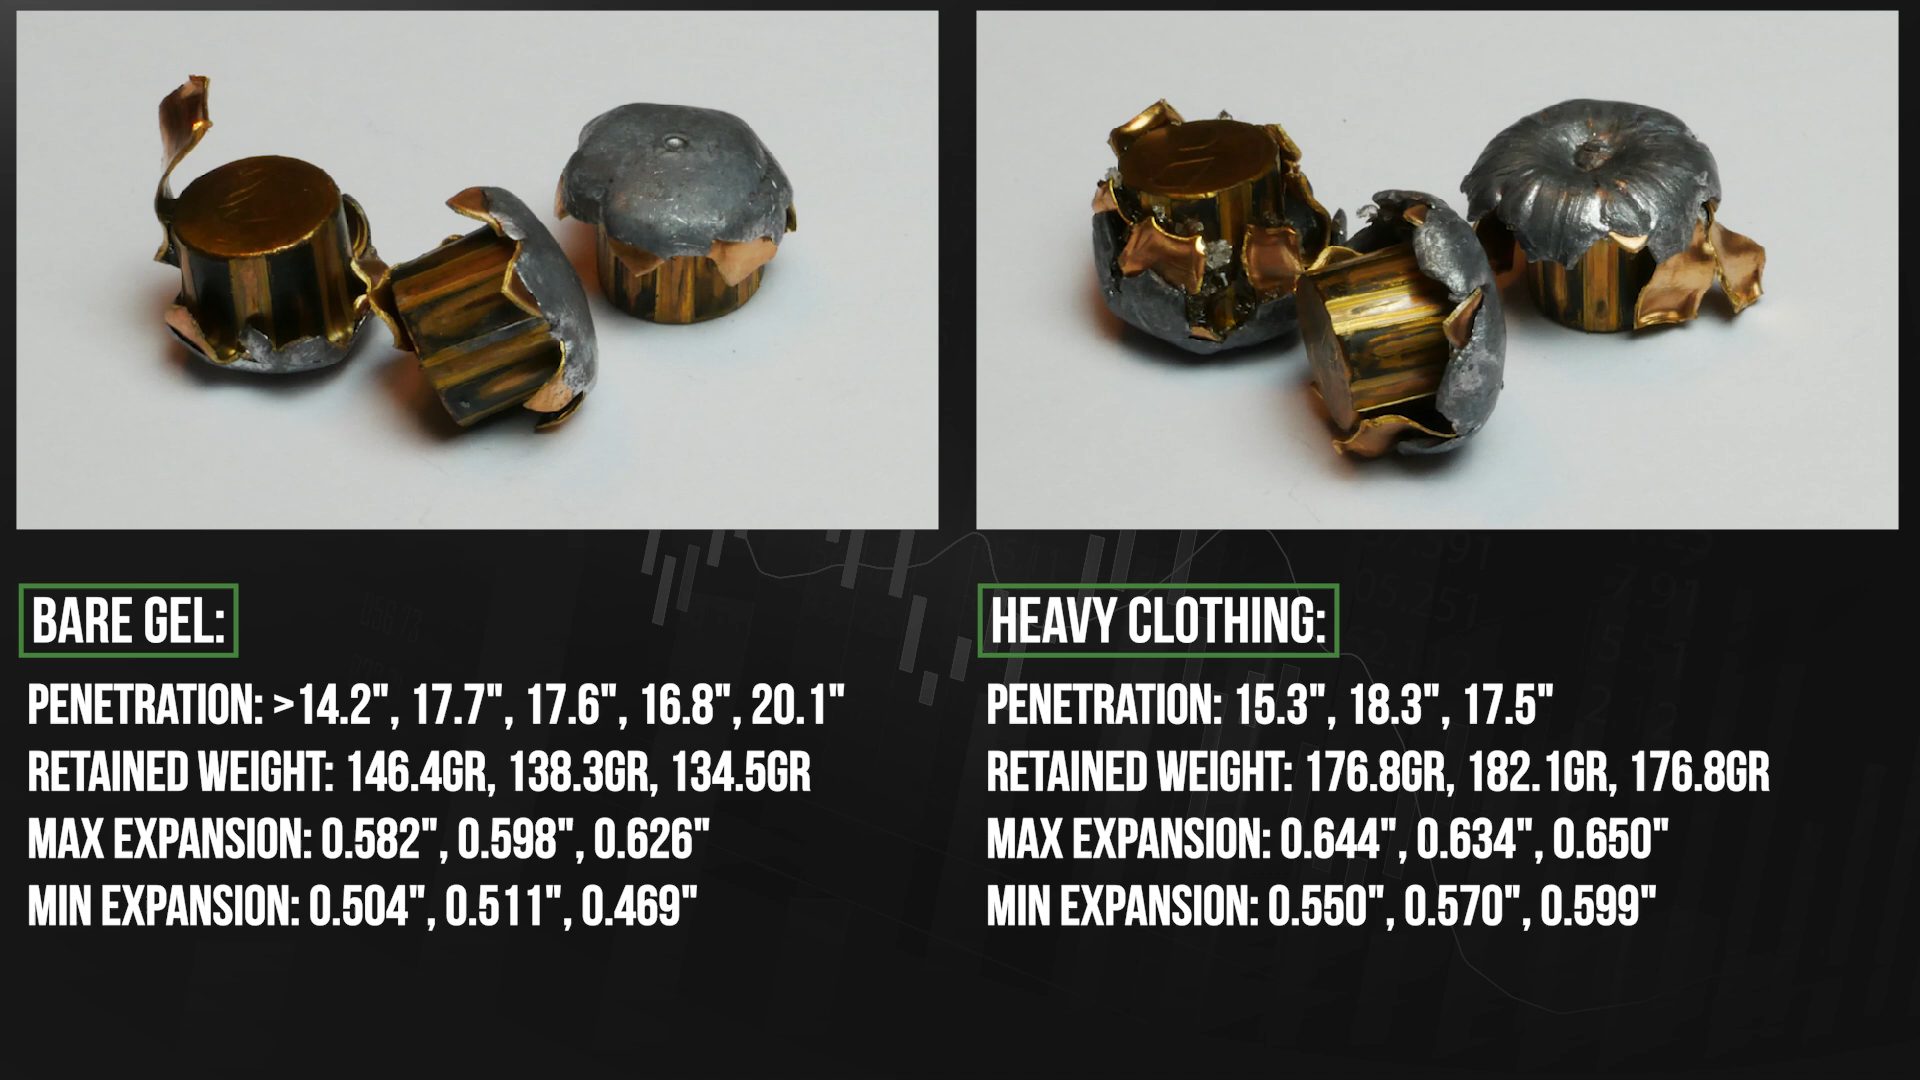 BARE GEL:
PENETRATION: >14.2", 17.7", 17.6", 16.8", 20.1"
RETAINED WEIGHT: 146.4GR, 138.3GR, 134.5GR
MAX EXPANSION: 0.582", 0.598", 0.626"
MIN EXPANSION: 0.504", 0.511", 0.469"
HEAVY CLOTHING:
PENETRATION: 15.3", 18.3", 17.5"
RETAINED WEIGHT: 176.8GR, 182.1GR, 176.8GR
MAX EXPANSION: 0.644", 0.634", 0.650"
MIN EXPANSION: 0.550", 0.570", 0.599"